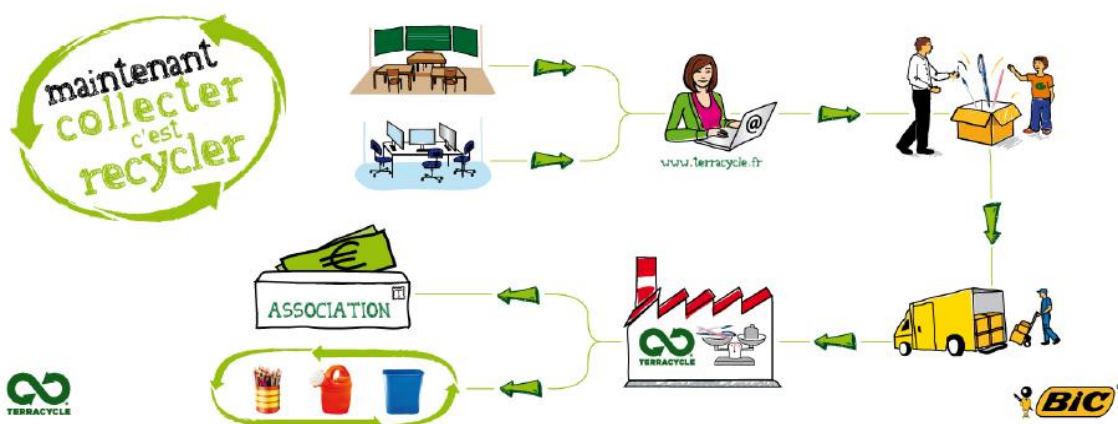 maintenant
collecter
c'est
recycler
@
www.terracycle.fr
€
ASSOCIATION
TERRACYCLE
TERRACYCLE
BIC